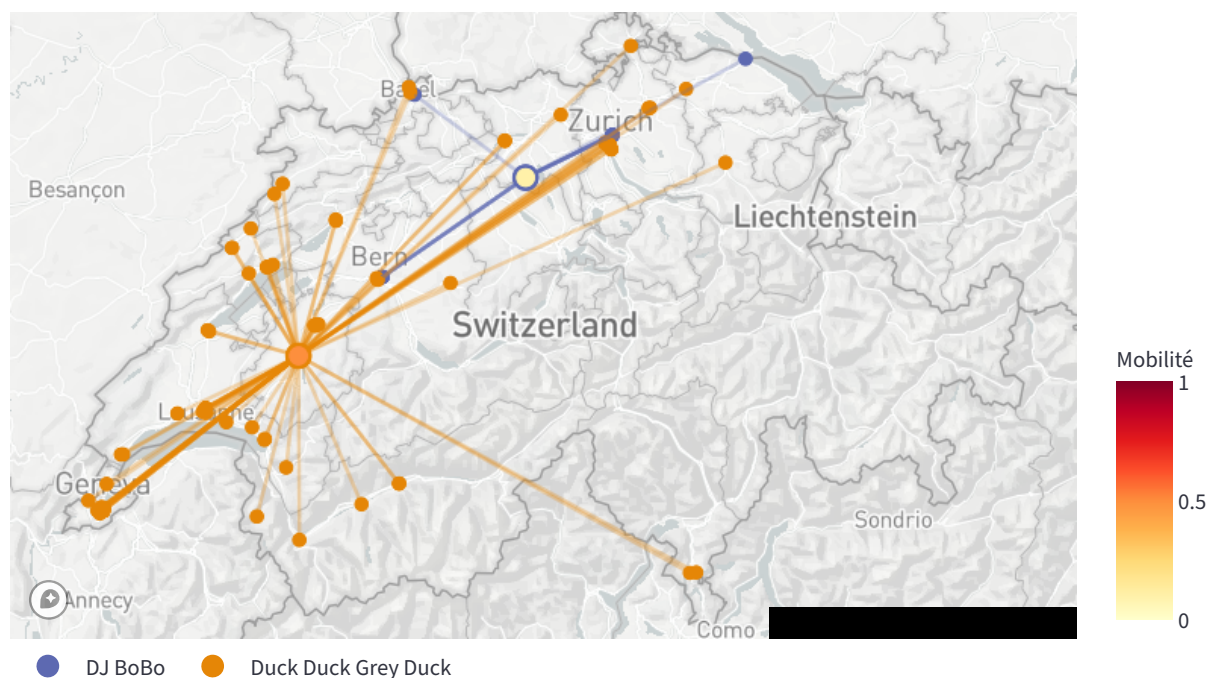 Basel
Zurich
Besançon
Liechtenstein
Bern
Switzerland
Mobilité
1
Lausanne
Geneva
0.5
Sondrio
Annecy
0
Como
DJ BoBo
Duck Duck Grey Duck